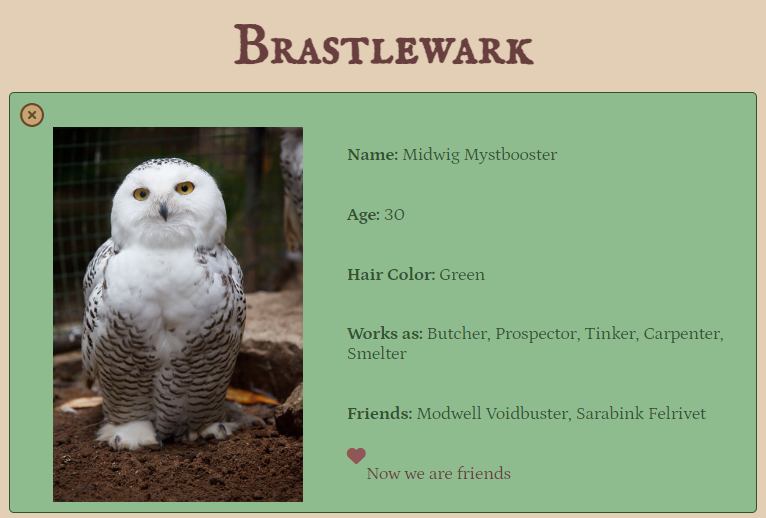 Brastlewark
Name: Midwig Mystbooster
Age: 30
Hair Color: Green
Works as: Butcher, Prospector, Tinker, Carpenter,
Smelter
Friends: Modwell Voidbuster, Sarabink Felrivet
Now we are friends